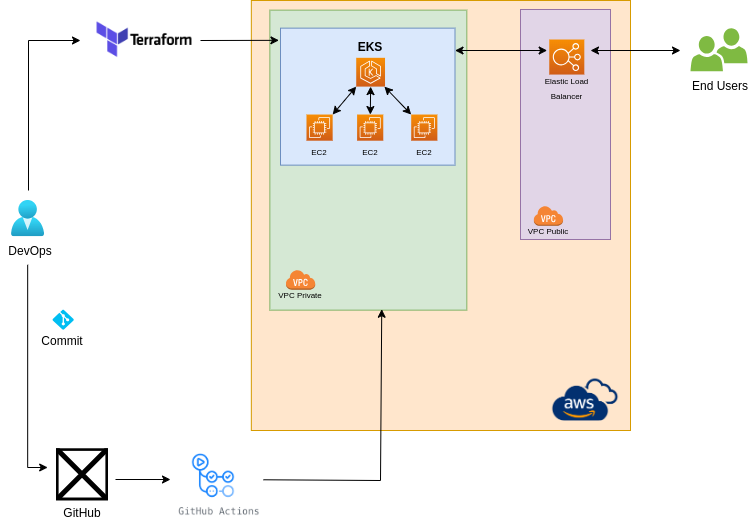 Terraform
EKS
EC2
EC2
EC2
Elastic Load
Balancer
End Users
VPC
VPC Public
DevOps
VPC
VPC Private
Commit
aws
GitHub
GitHub Actions